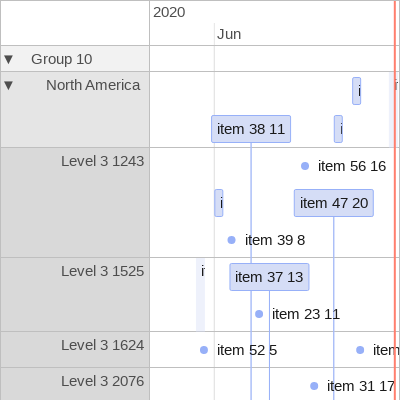 2020
Jun
▼ Group 10
▼ North America
i
item 38 11
i
Level 3 1243
item 56 16
i
item 47 20
item 39 8
Level 3 1525
item 37 13
item 23 11
Level 3 1624
item 52 5
item
Level 3 2076
item 31 17